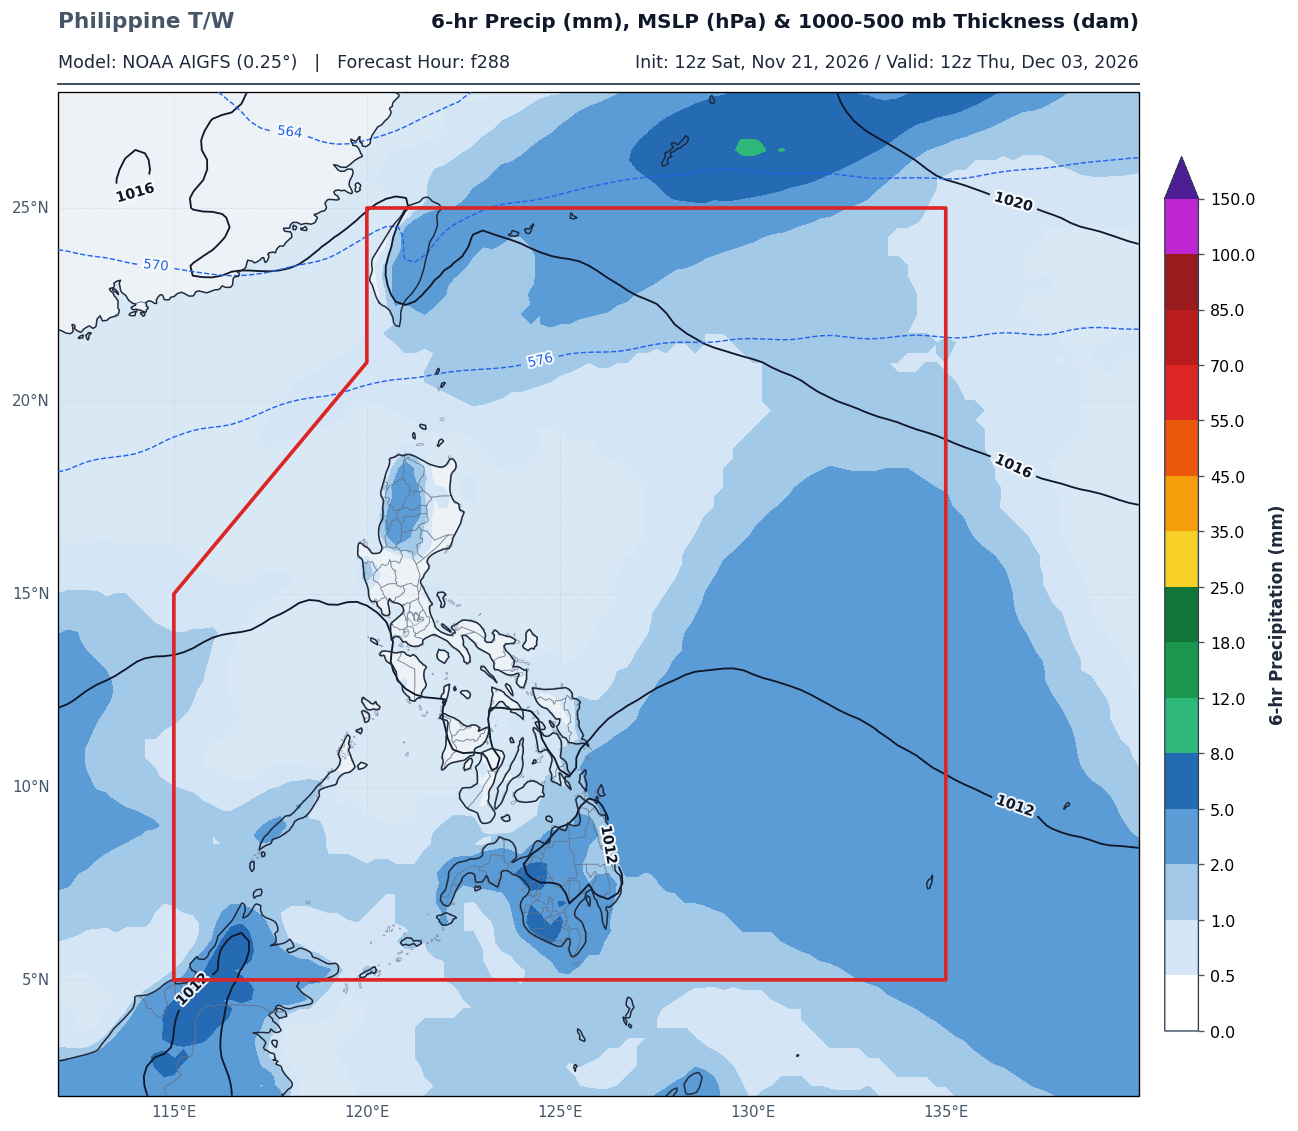 Philippine T/W
6-hr Precip (mm), MSLP (hPa) & 1000-500 mb Thickness (dam)
Model: NOAA AIGFS (0.25°) | Forecast Hour: f288
Init: 12z Sat, Nov 21, 2026 / Valid: 12z Thu, Dec 03, 2026
564
1016
1020
570
576
1016
1012
1012
1012
25°N
20°N
15°N
10°N
5°N
115°E
120°E
125°E
130°E
135°E
150.0
100.0
85.0
70.0
55.0
45.0
35.0
25.0
18.0
12.0
8.0
5.0
2.0
1.0
0.5
0.0
6-hr Precipitation (mm)